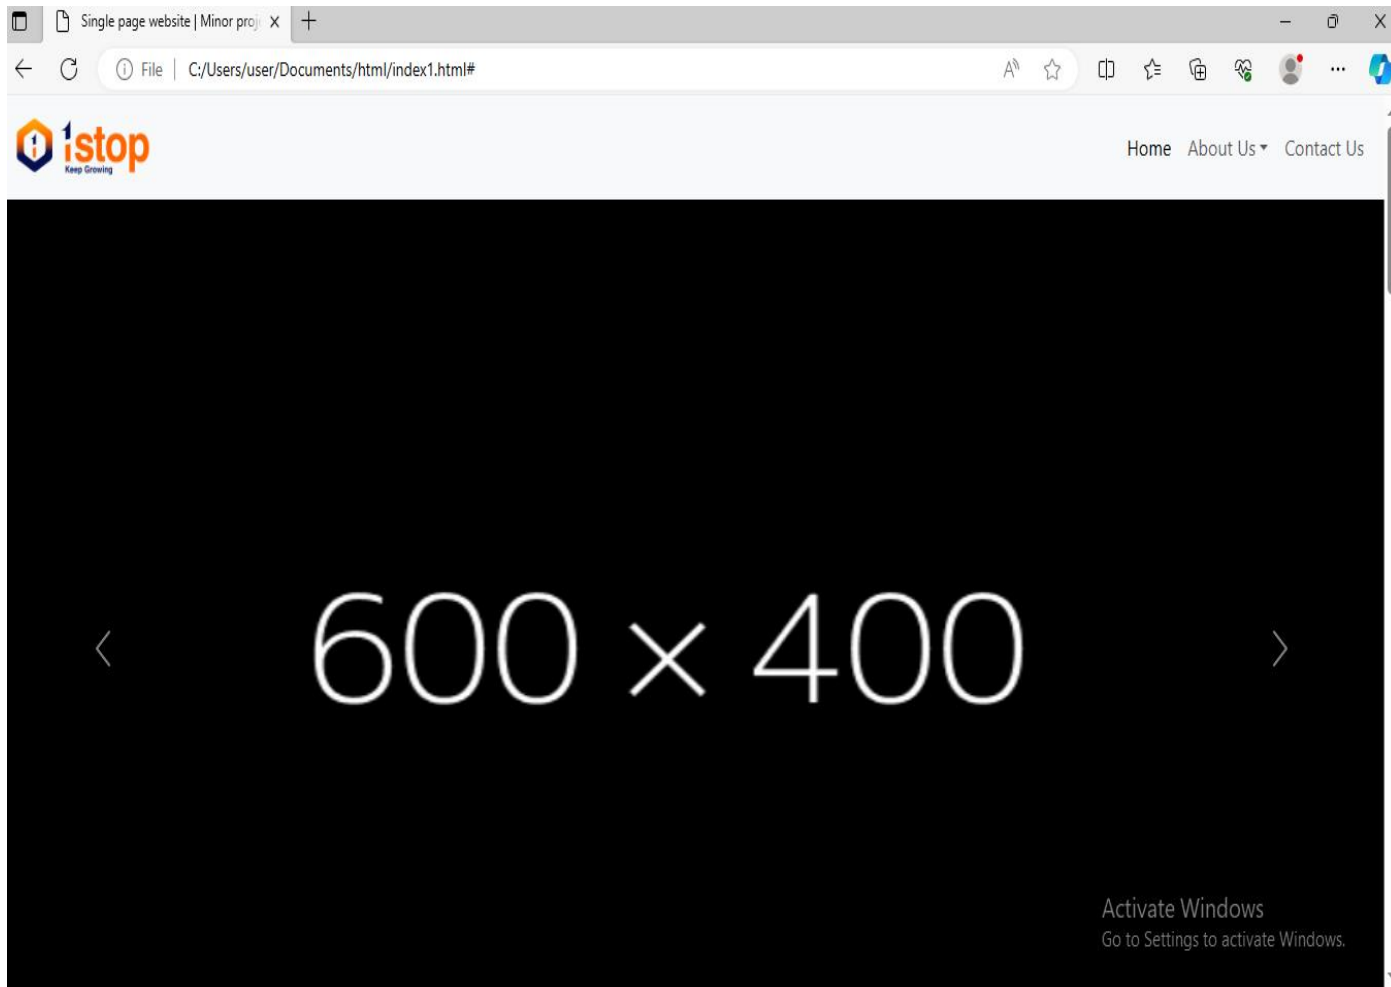 Single page website | Minor proj
File
C:/Users/user/Documents/html/index1.html#
1stop
Keep Growing
Home About Us Contact Us
600 × 400
Activate Windows
Go to Settings to activate Windows.